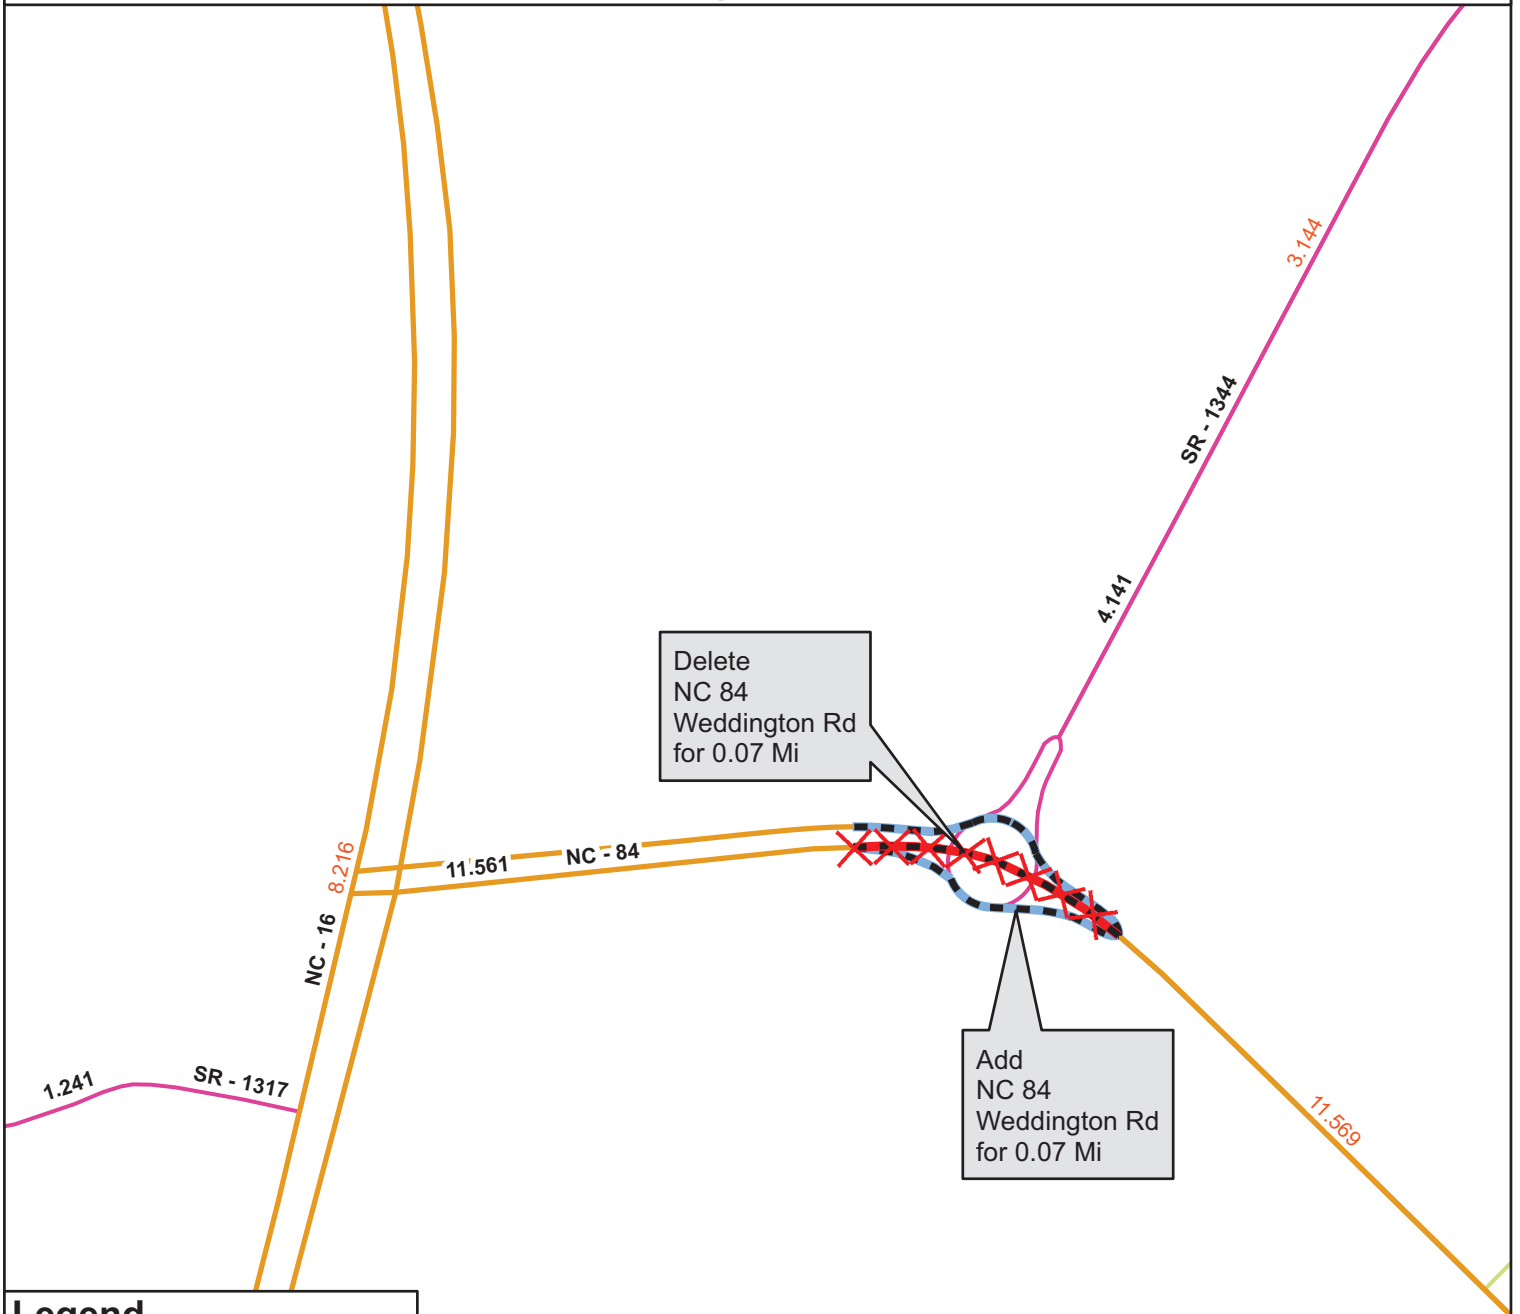 3.144
SR - 1344
4.141
Delete
NC 84
Weddington Rd
for 0.07 Mi
8.216
11.561
NC - 84
NC - 16
Add
NC 84
Weddington Rd
for 0.07 Mi
1.241
SR - 1317
11.569
Legend